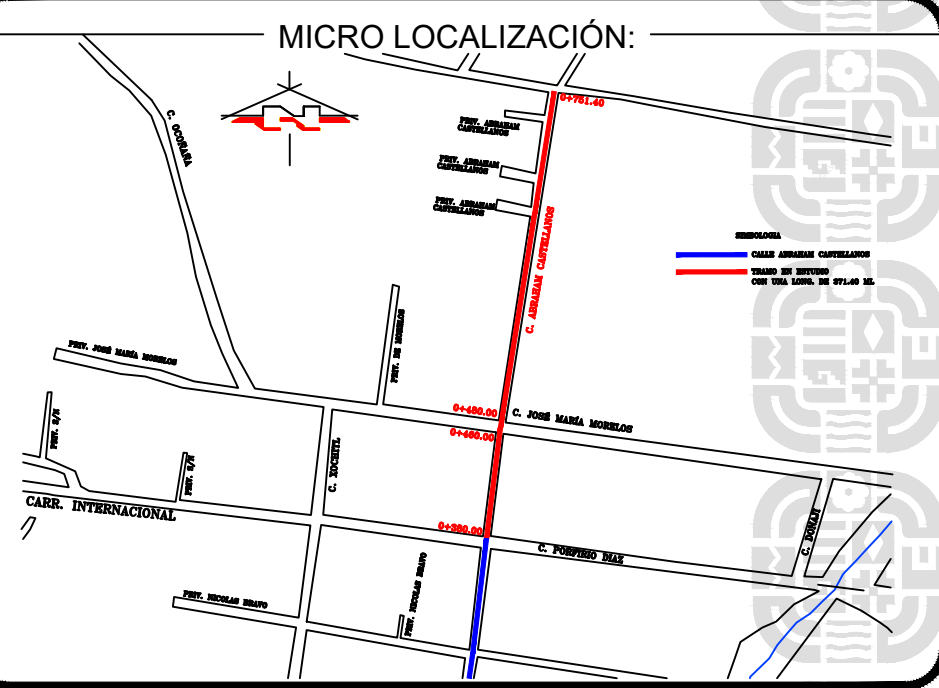 MICRO LOCALIZACIÓN:
0+751.40
PRIV. ABRAHAM
CASTELLANOS
C. OCOÑAÑA
PRIV. ABRAHAM
CASTELLANOS
PRIV. ABRAHAM
CASTELLANOS
C. ABRAHAM CASTELLANOS
SIMBOLOGIA
CALLE ABRAHAM CASTELLANOS
TRAMO EN ESTUDIO
CON UNA LONG. DE 371.40 ML
PRIV. DE MORELOS
PRIV. JOSÉ MARÍA MORELOS
0+480.00
C. JOSÉ MARÍA MORELOS
0+460.00
PRIV. S/N
PRIV. S/N
C. XOCHITL
CARR. INTERNACIONAL
0+380.00
C. PORFIRIO DIAZ
C. DONAJI
PRIV. NICOLAS BRAVO
PRIV. NICOLAS BRAVO